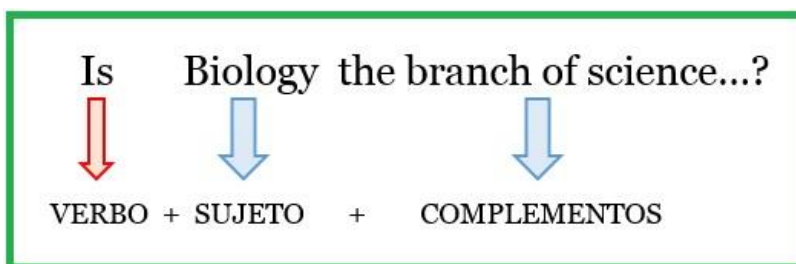 Is Biology the branch of science...?
VERBO + SUJETO + COMPLEMENTOS